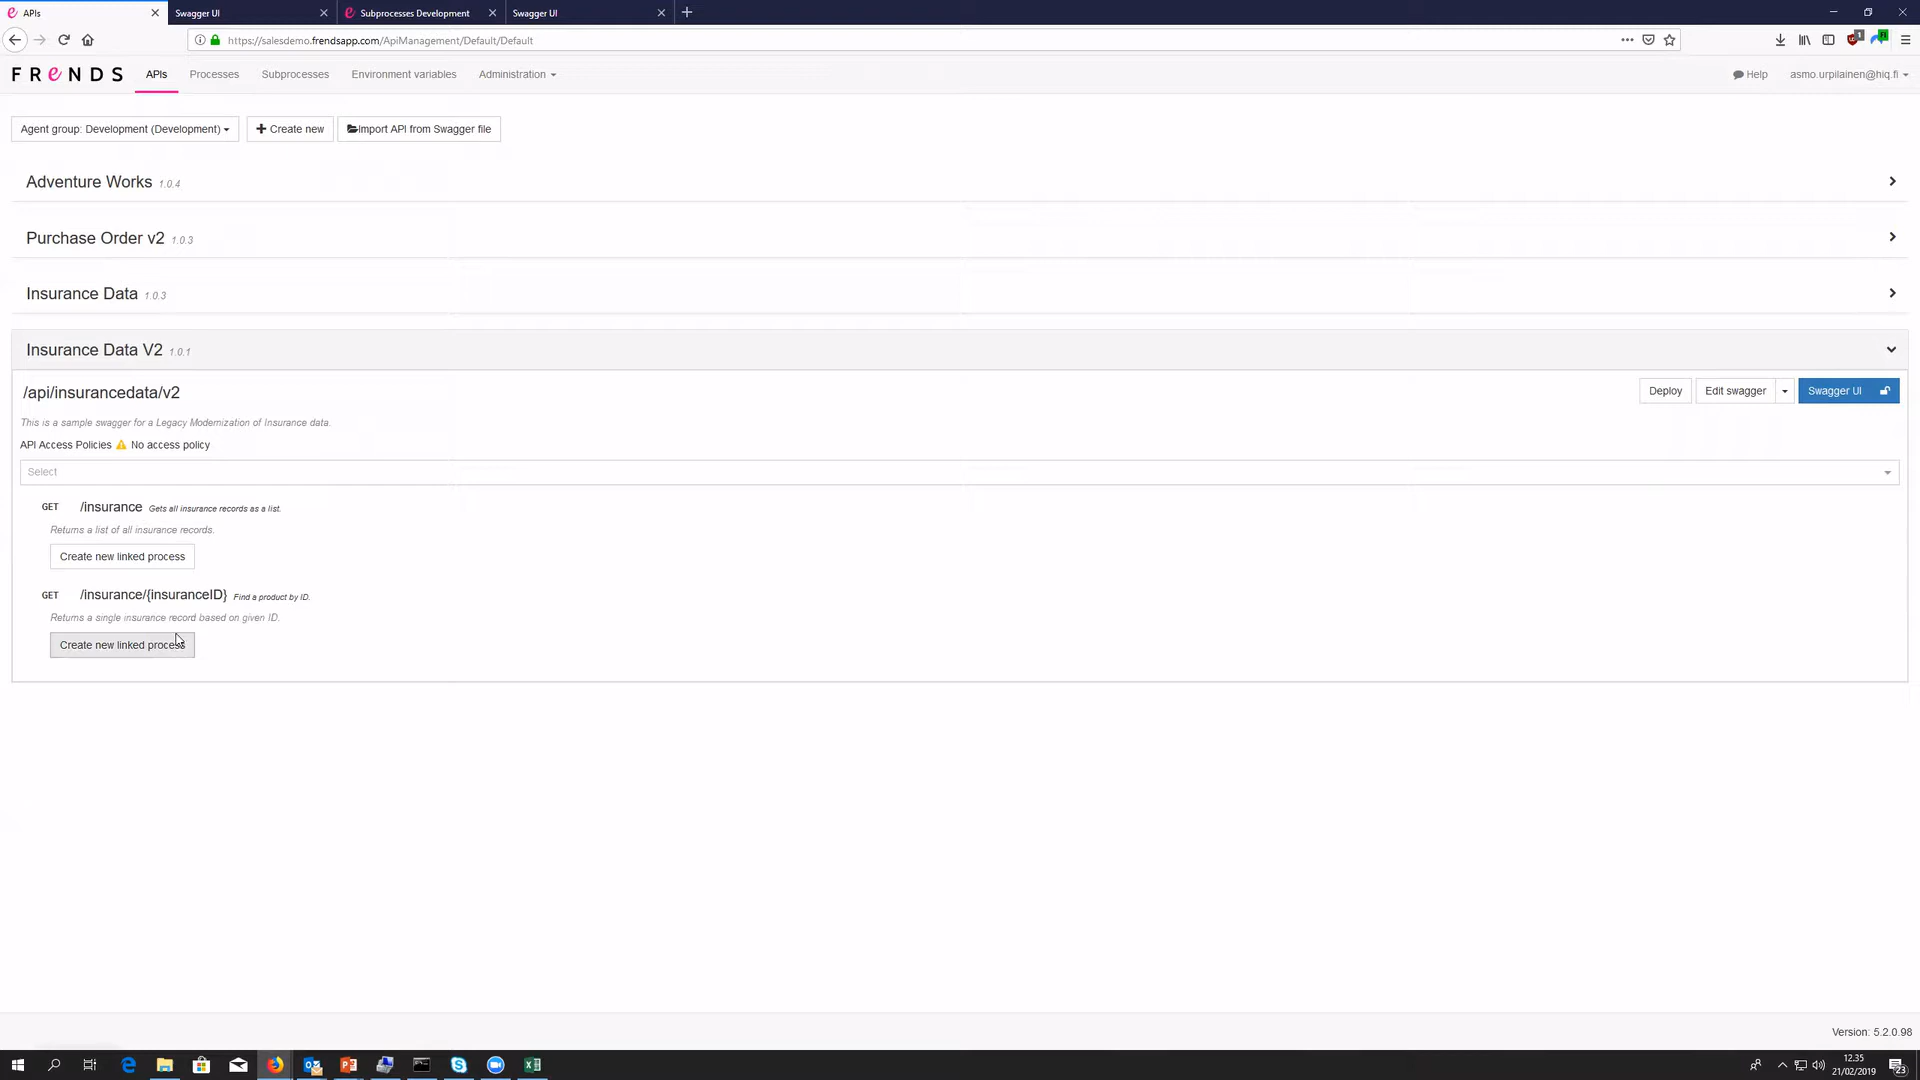 APIs
Swagger UI
Subprocesses Development
Swagger UI
https://salesdemo.frendsapp.com/ApiManagement/Default/Default
FRENDS
APIs
Processes
Subprocesses
Environment variables
Administration
Help
asmo.urpilainen@hiq.fi
Agent group: Development (Development)
Create new
Import API from Swagger file
Adventure Works 1.0.4
Purchase Order v2 1.0.3
Insurance Data 1.0.3
Insurance Data V2 1.0.1
/api/insurancedata/v2
Deploy
Edit swagger
Swagger UI
This is a sample swagger for a Legacy Modernization of Insurance data.
API Access Policies No access policy
Select
GET /insurance Gets all insurance records as a list.
Returns a list of all insurance records.
Create new linked process
GET /insurance/{insuranceID} Find a product by ID.
Returns a single insurance record based on given ID.
Create new linked process
Version: 5.2.0.98
12.35
21/02/2019
23